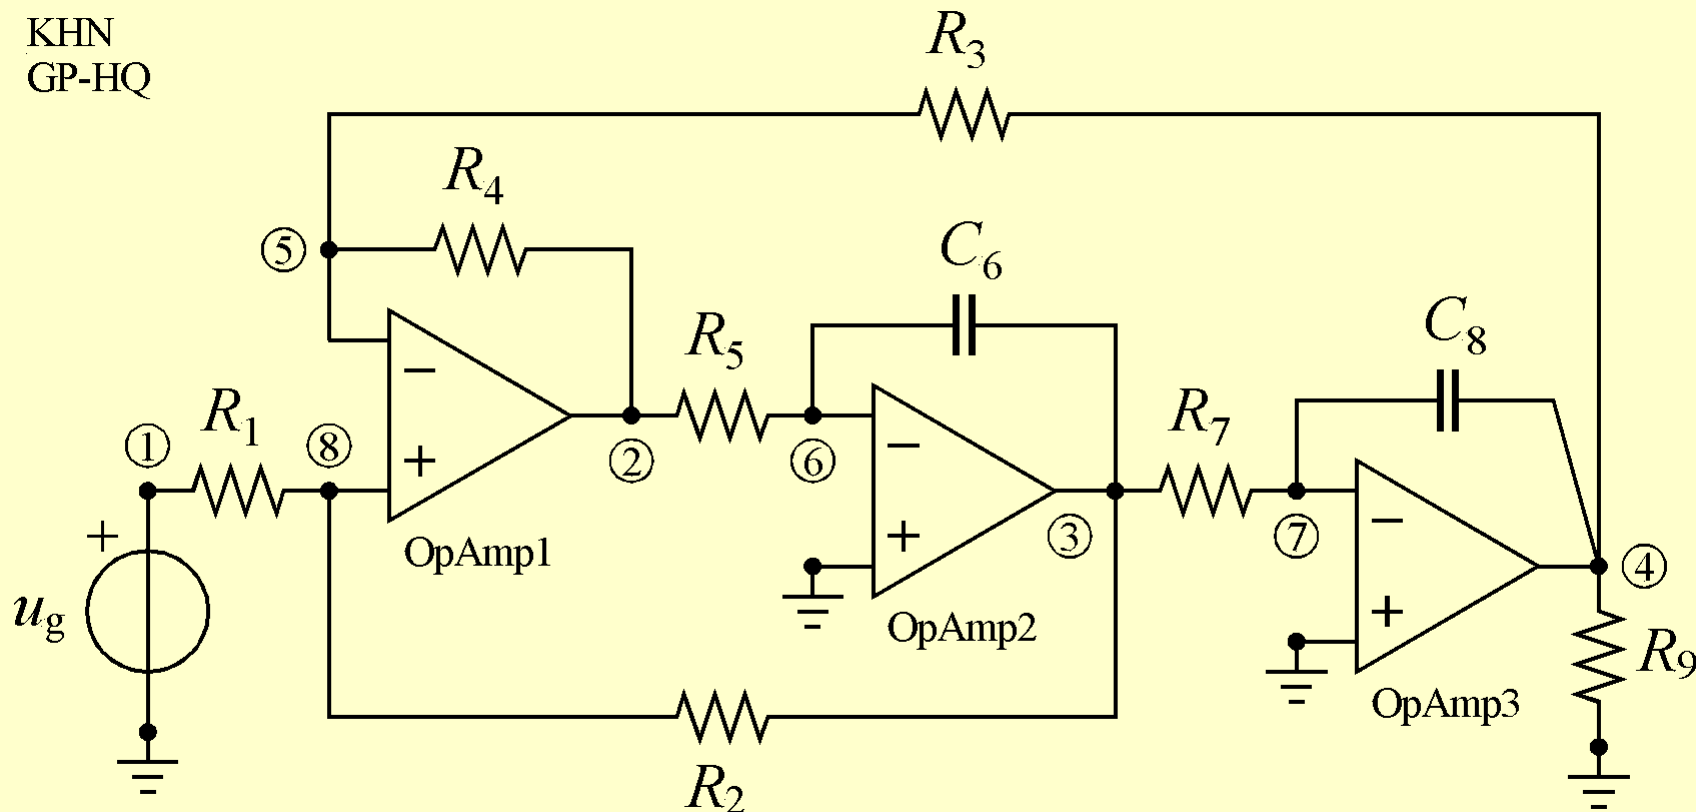 KHN
GP-HQ
R3
R4
⑤
C6
R5
C8
−
R1
R7
① ⑧
+
② ⑥
−
+
OpAmp1
③ ⑦
−
+
④
ug
+
OpAmp2
+
R9
OpAmp3
R2